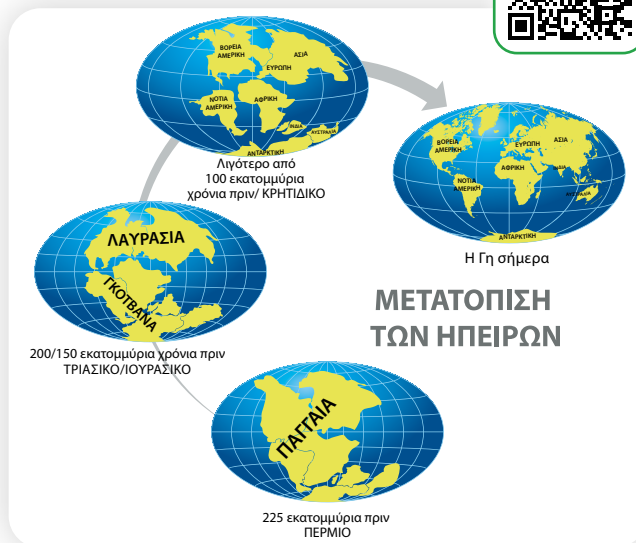 ΒΟΡΕΙΑ
ΑΜΕΡΙΚΗ
ΑΣΙΑ
ΕΥΡΩΠΗ
ΝΟΤΙΑ
ΑΜΕΡΙΚΗ
ΑΦΡΙΚΗ
ΙΝΔΙΑ
ΑΥΣΤΡΑΛΙΑ
ΑΝΤΑΡΚΤΙΚΗ
Λιγότερο από
100 εκατομμύρια
χρόνια πριν/ ΚΡΗΤΙΔΙΚΟ
ΒΟΡΕΙΑ
ΑΜΕΡΙΚΗ
ΕΥΡΩΠΗ
ΑΣΙΑ
ΑΦΡΙΚΗ
ΙΝΔΙΑ
ΝΟΤΙΑ
ΑΜΕΡΙΚΗ
ΑΥΣΤΡΑΛΙΑ
ΑΝΤΑΡΚΤΙΚΗ
Η Γη σήμερα
ΛΑΥΡΑΣΙΑ
ΓΚΟΤΒΑΝΑ
200/150 εκατομμύρια χρόνια πριν
ΤΡΙΑΣΙΚΟ/ΙΟΥΡΑΣΙΚΟ
ΜΕΤΑΤΟΠΙΣΗ
ΤΩΝ ΗΠΕΙΡΩΝ
ΠΑΓΓΑΙΑ
225 εκατομμύρια πριν
ΠΕΡΜΙΟ